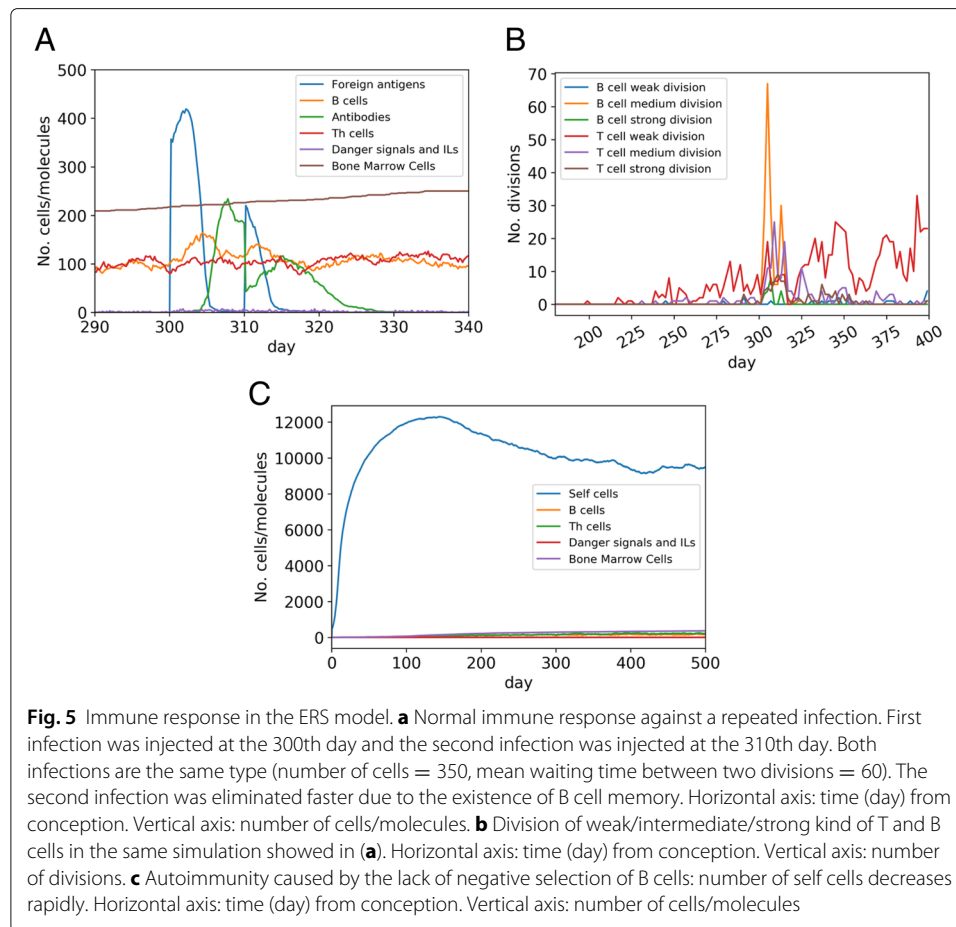 A
500
400
300
200
100
0
No. cells/molecules
Foreign antigens
B cells
Antibodies
Th cells
Danger signals and ILs
Bone Marrow Cells
290 300 310 320 330 340
day
B
70
60
50
40
30
20
10
0
No. divisions
B cell weak division
B cell medium division
B cell strong division
T cell weak division
T cell medium division
T cell strong division
200 225 250 275 300 325 350 375 400
day
C
12000
10000
8000
6000
4000
2000
0
No. cells/molecules
Self cells
B cells
Th cells
Danger signals and ILs
Bone Marrow Cells
0 100 200 300 400 500
day
Fig. 5 Immune response in the ERS model. a Normal immune response against a repeated infection. First
infection was injected at the 300th day and the second infection was injected at the 310th day. Both
infections are the same type (number of cells = 350, mean waiting time between two divisions = 60). The
second infection was eliminated faster due to the existence of B cell memory. Horizontal axis: time (day) from
conception. Vertical axis: number of cells/molecules. b Division of weak/intermediate/strong kind of T and B
cells in the same simulation showed in (a). Horizontal axis: time (day) from conception. Vertical axis: number
of divisions. c Autoimmunity caused by the lack of negative selection of B cells: number of self cells decreases
rapidly. Horizontal axis: time (day) from conception. Vertical axis: number of cells/molecules